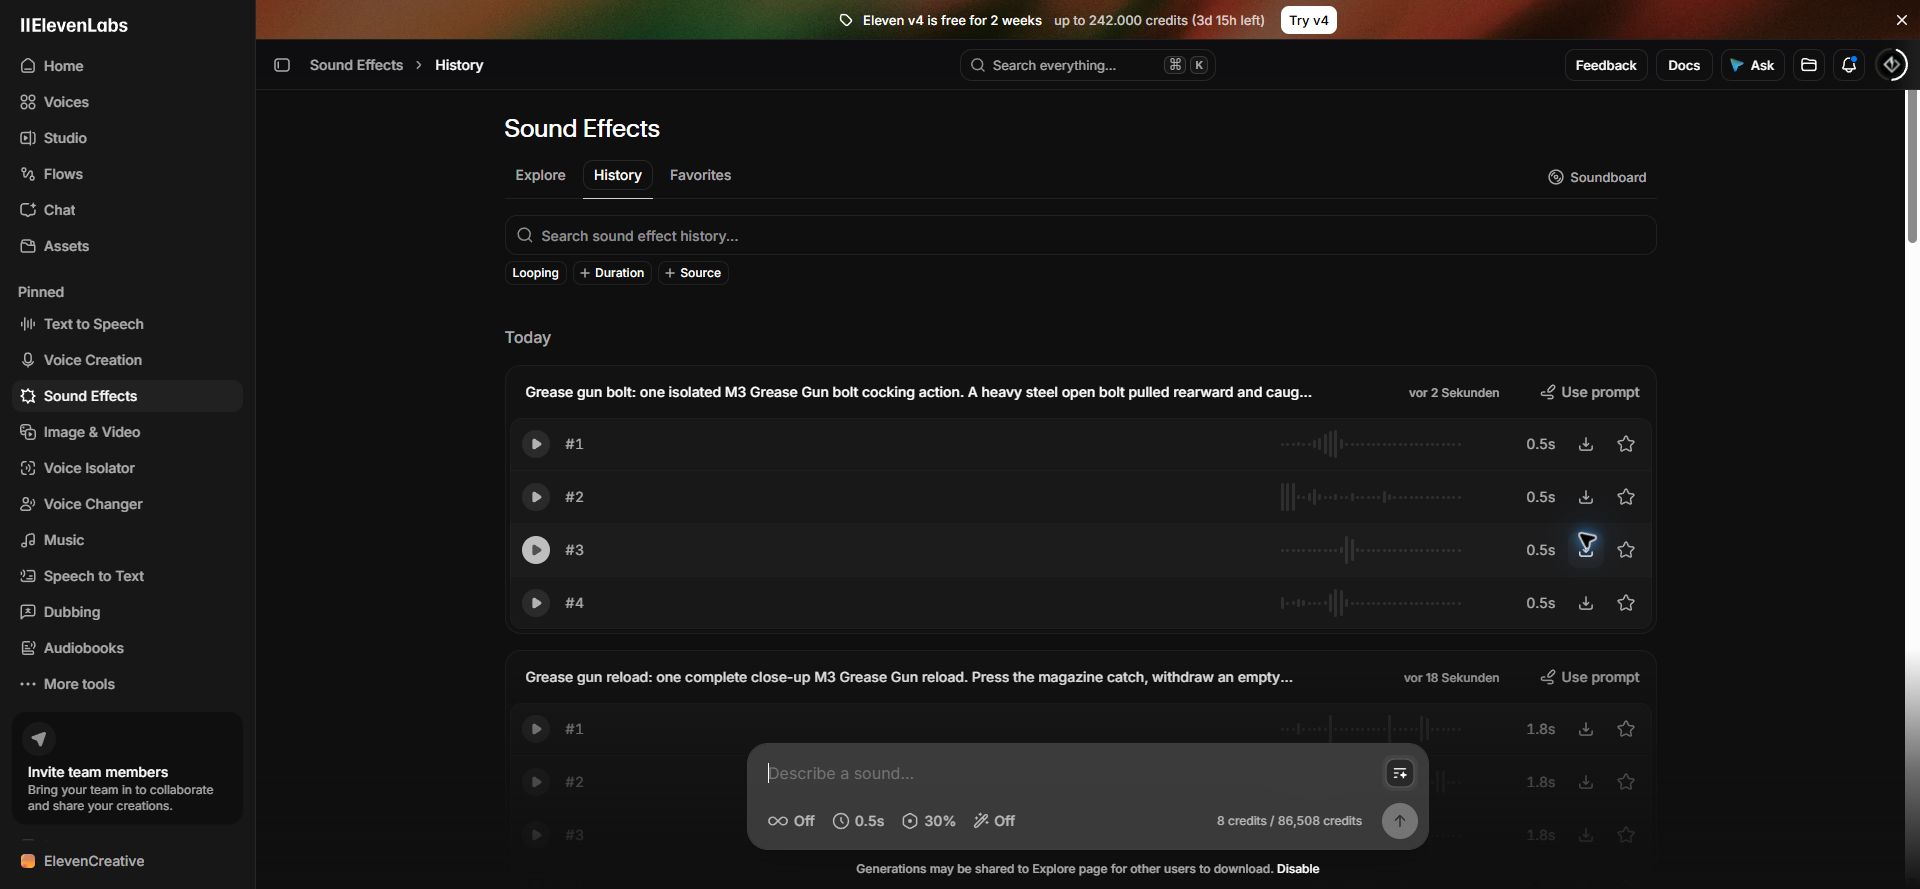 IIElevenLabs
Home
Voices
Studio
Flows
Chat
Assets
Pinned
Text to Speech
Voice Creation
Sound Effects
Image & Video
Voice Isolator
Voice Changer
Music
Speech to Text
Dubbing
Audiobooks
More tools
Invite team members
Bring your team in to collaborate
and share your creations.
ElevenCreative
Eleven v4 is free for 2 weeks up to 242.000 credits (3d 15h left) Try v4
Sound Effects > History
Search everything... ⌘ K
Feedback Docs Ask
Sound Effects
Explore History Favorites
Soundboard
Search sound effect history...
Looping + Duration + Source
Today
Grease gun bolt: one isolated M3 Grease Gun bolt cocking action. A heavy steel open bolt pulled rearward and caug... vor 2 Sekunden Use prompt
#1 0.5s
#2 0.5s
#3 0.5s
#4 0.5s
Grease gun reload: one complete close-up M3 Grease Gun reload. Press the magazine catch, withdraw an empty... vor 18 Sekunden Use prompt
#1 1.8s
#2 1.8s
#3 1.8s
Describe a sound...
Off 0.5s 30% Off 8 credits / 86,508 credits
Generations may be shared to Explore page for other users to download. Disable